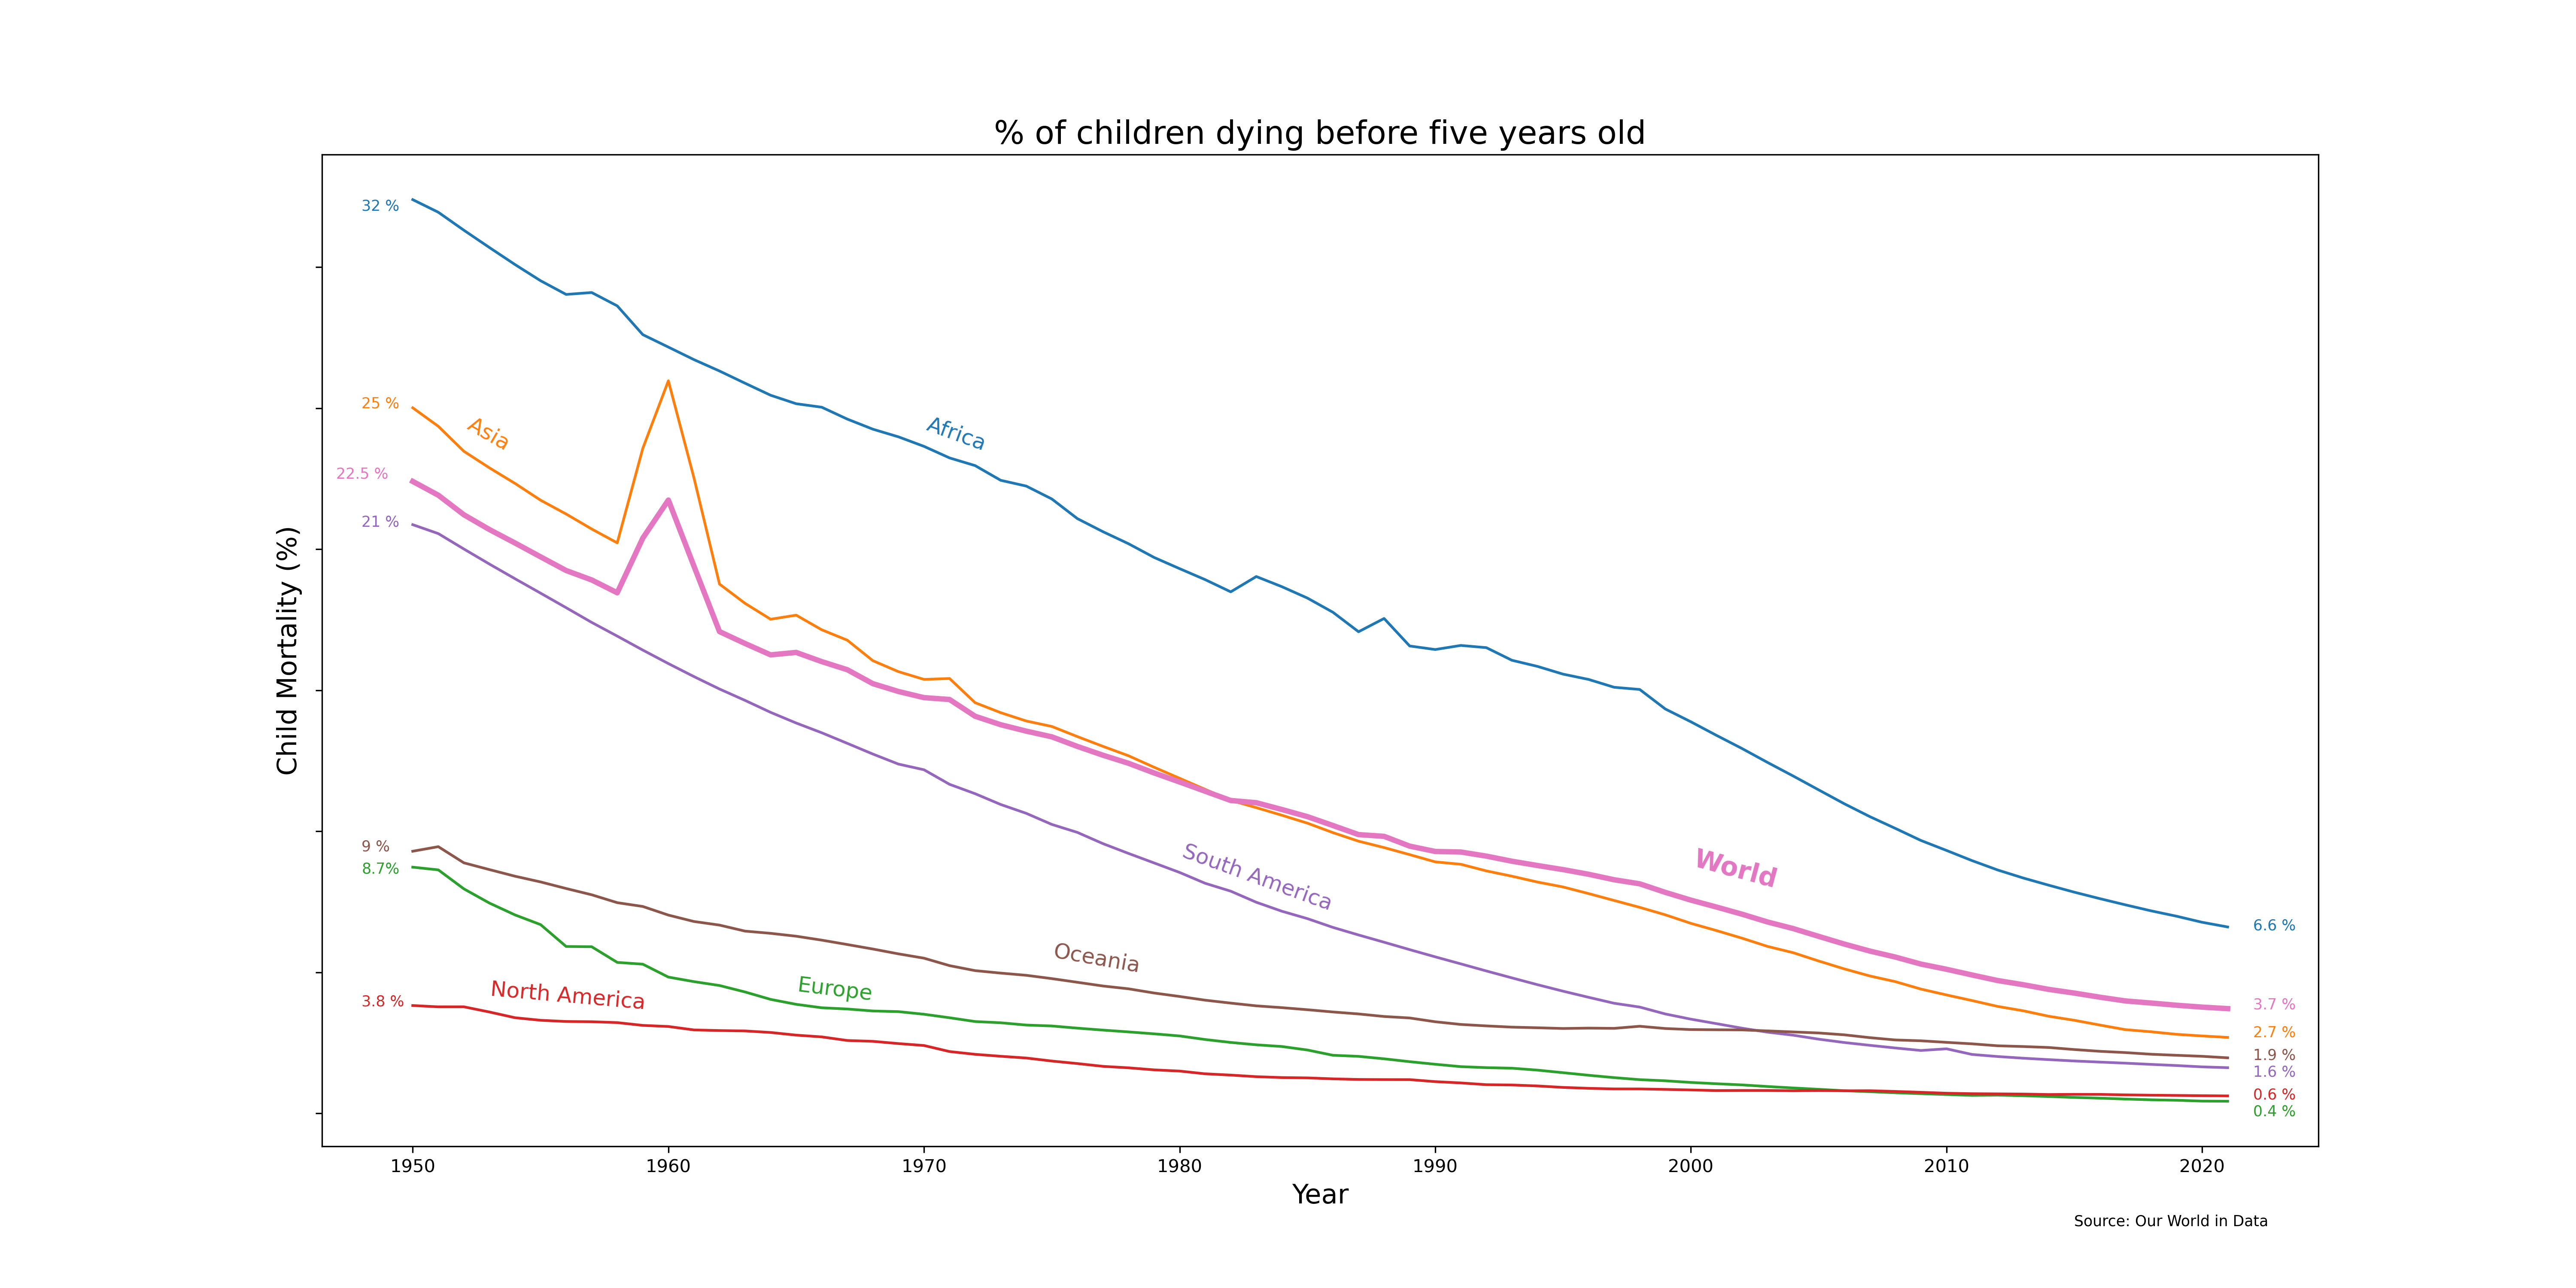 % of children dying before five years old
32 %
25 %
Asia
Africa
22.5 %
21 %
Child Mortality (%)
9 %
8.7%
South America
World
Oceania
6.6 %
North America
Europe
3.8 %
3.7 %
2.7 %
1.9 %
1.6 %
0.6 %
0.4 %
1950 1960 1970 1980 1990 2000 2010 2020
Year
Source: Our World in Data